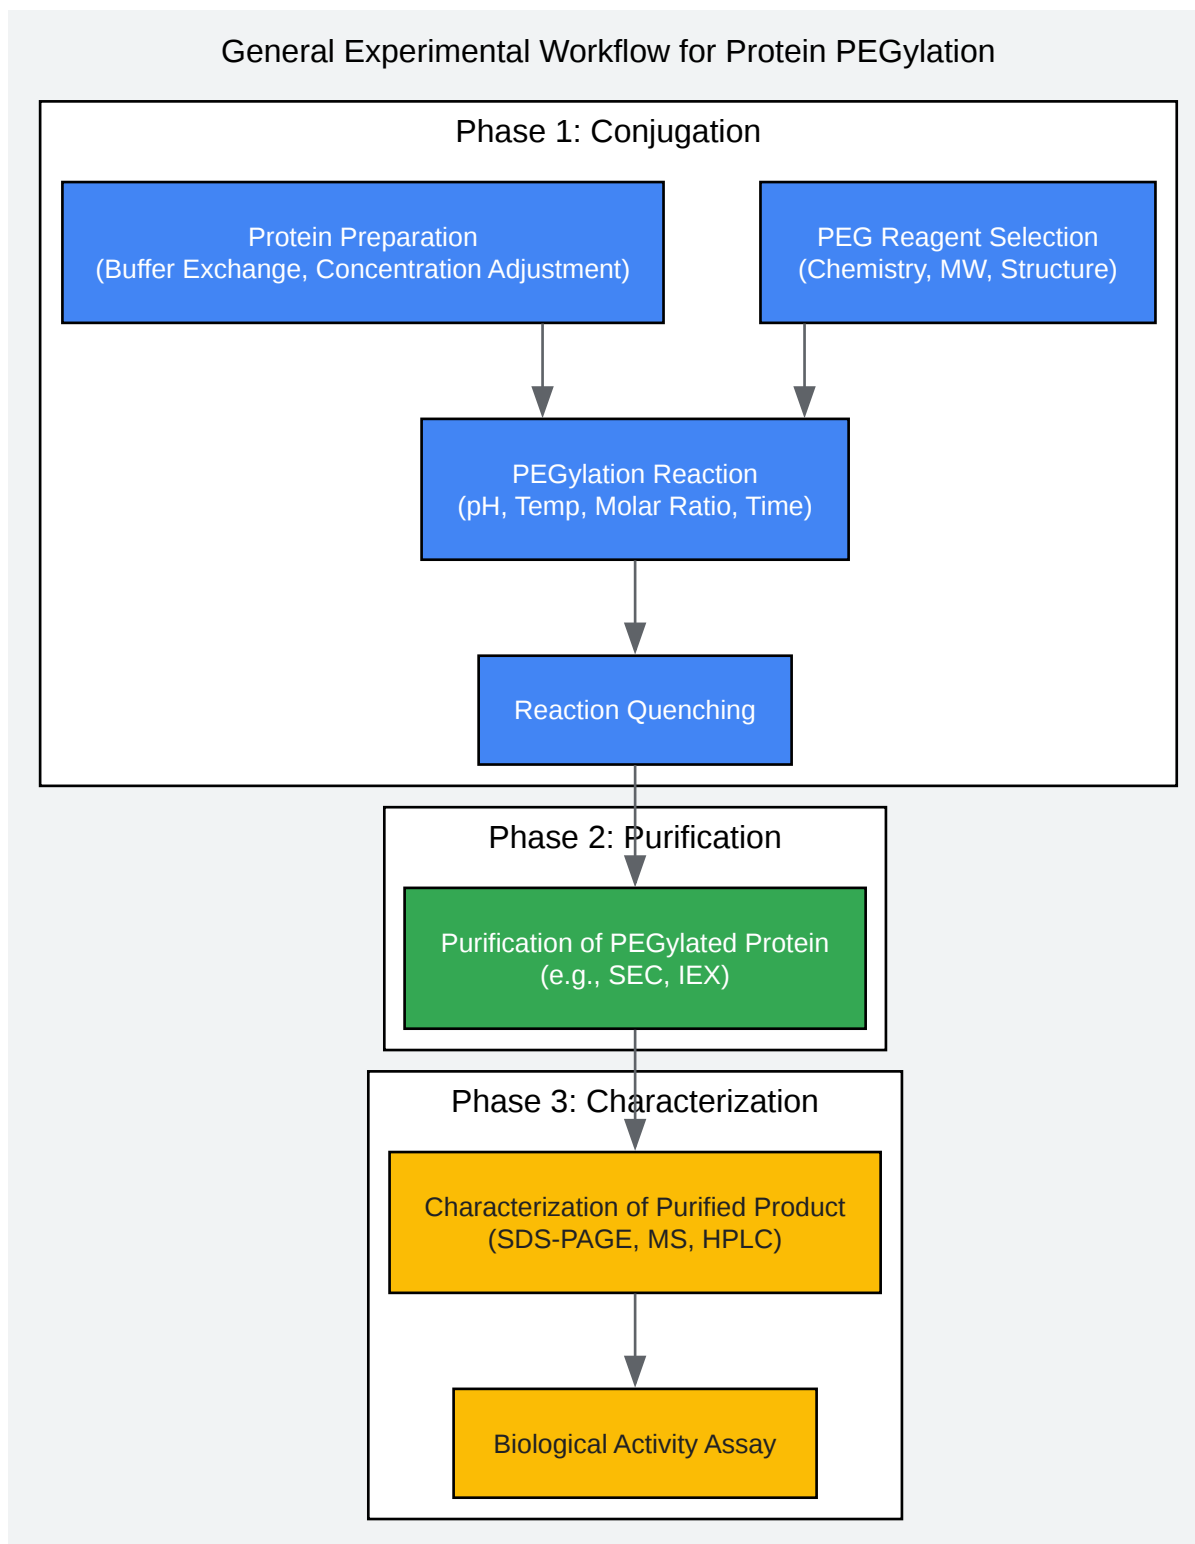 General Experimental Workflow for Protein PEGylation
Phase 1: Conjugation
Protein Preparation
(Buffer Exchange, Concentration Adjustment)
PEG Reagent Selection
(Chemistry, MW, Structure)
PEGylation Reaction
(pH, Temp, Molar Ratio, Time)
Reaction Quenching
Phase 2: Purification
Purification of PEGylated Protein
(e.g., SEC, IEX)
Phase 3: Characterization
Characterization of Purified Product
(SDS-PAGE, MS, HPLC)
Biological Activity Assay